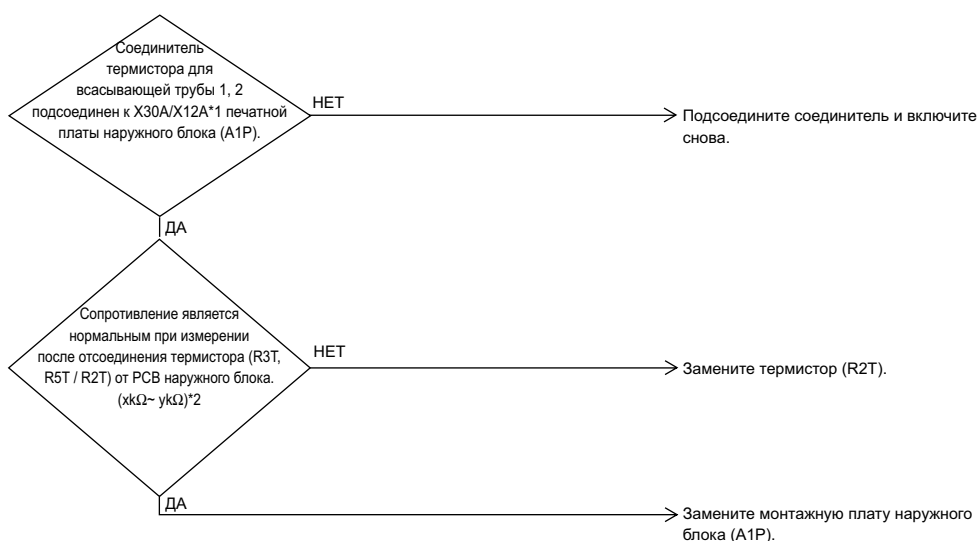 Соединитель
термистора для
всасывающей трубы 1, 2
подсоединен к X30A/X12A*1 печатной
платы наружного блока (A1P).
НЕТ
Подсоедините соединитель и включите
снова.
ДА
Сопротивление является
нормальным при измерении
после отсоединения термистора (R3T,
R5T / R2T) от PCB наружного блока.
(xkΩ~ ykΩ)*2
НЕТ
Замените термистор (R2T).
ДА
Замените монтажную плату наружного
блока (A1P).